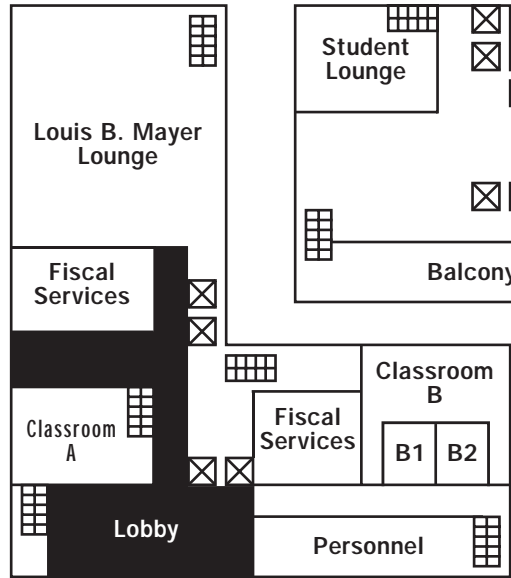 Student
Lounge
Louis B. Mayer
Lounge
Balcony
Fiscal
Services
Classroom
B
Classroom
A
Fiscal
Services
B1 B2
Lobby
Personnel